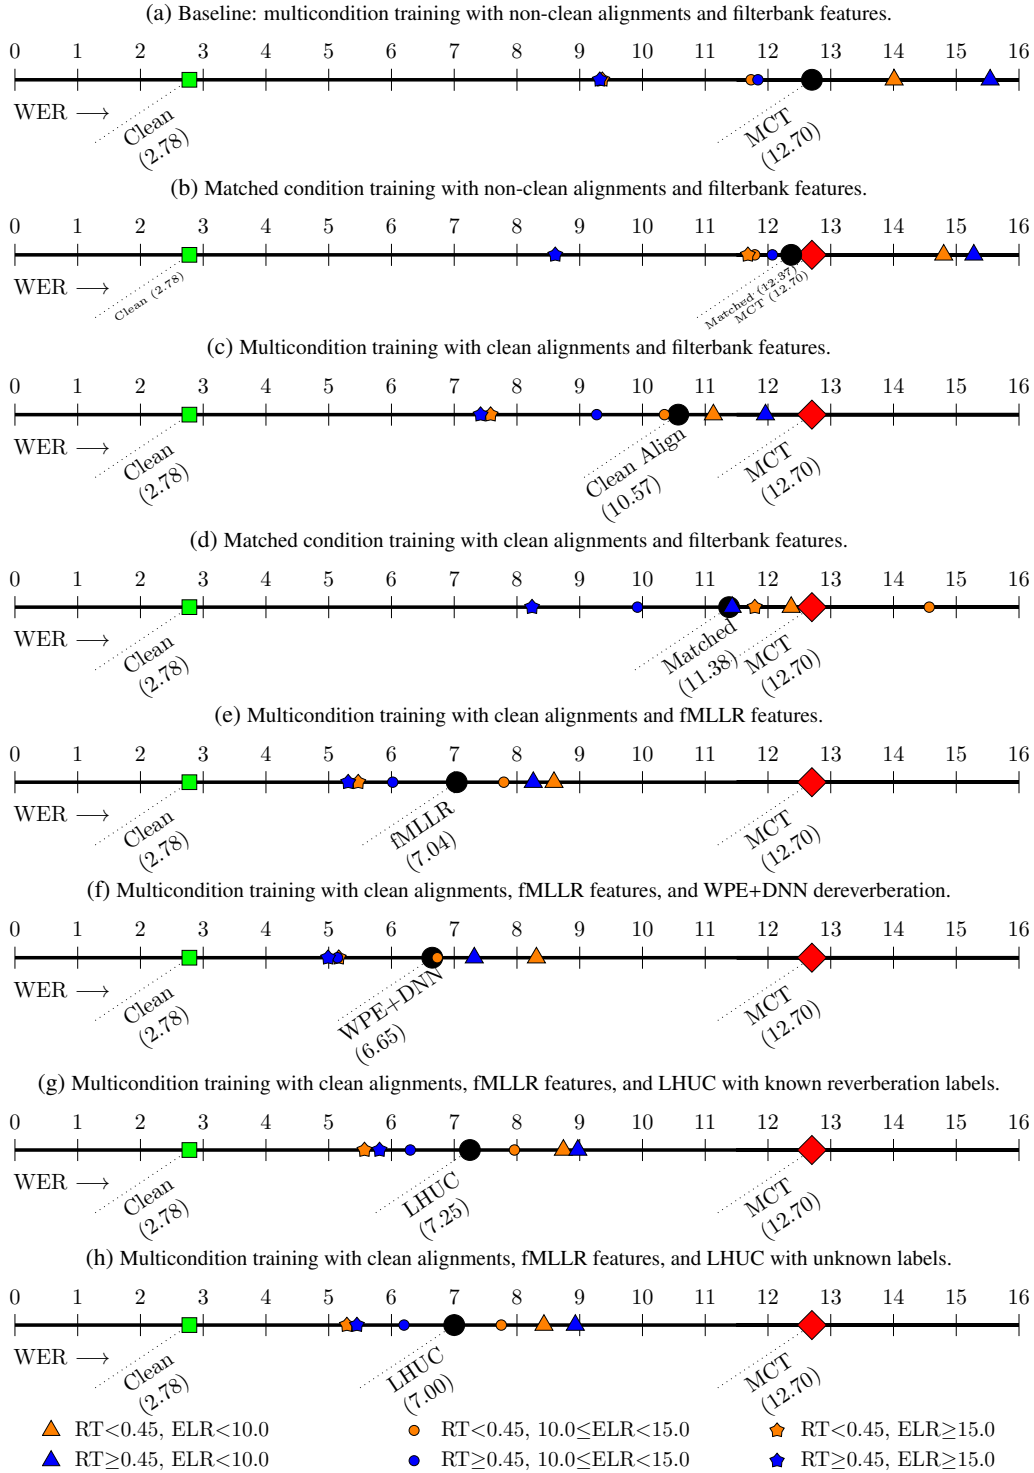 (a) Baseline: multicondition training with non-clean alignments and filterbank features.
0 1 2 3 4 5 6 7 8 9 10 11 12 13 14 15 16
WER →
Clean
(2.78)
MCT
(12.70)
(b) Matched condition training with non-clean alignments and filterbank features.
0 1 2 3 4 5 6 7 8 9 10 11 12 13 14 15 16
WER →
Clean (2.78)
Matched (12.37)
MCT (12.70)
(c) Multicondition training with clean alignments and filterbank features.
0 1 2 3 4 5 6 7 8 9 10 11 12 13 14 15 16
WER →
Clean
(2.78)
Clean Align
(10.57)
MCT
(12.70)
(d) Matched condition training with clean alignments and filterbank features.
0 1 2 3 4 5 6 7 8 9 10 11 12 13 14 15 16
WER →
Clean
(2.78)
Matched
(11.38)
MCT
(12.70)
(e) Multicondition training with clean alignments and fMLLR features.
0 1 2 3 4 5 6 7 8 9 10 11 12 13 14 15 16
WER →
Clean
(2.78)
fMLLR
(7.04)
MCT
(12.70)
(f) Multicondition training with clean alignments, fMLLR features, and WPE+DNN dereverberation.
0 1 2 3 4 5 6 7 8 9 10 11 12 13 14 15 16
WER →
Clean
(2.78)
WPE+DNN
(6.65)
MCT
(12.70)
(g) Multicondition training with clean alignments, fMLLR features, and LHUC with known reverberation labels.
0 1 2 3 4 5 6 7 8 9 10 11 12 13 14 15 16
WER →
Clean
(2.78)
LHUC
(7.25)
MCT
(12.70)
(h) Multicondition training with clean alignments, fMLLR features, and LHUC with unknown labels.
0 1 2 3 4 5 6 7 8 9 10 11 12 13 14 15 16
WER →
Clean
(2.78)
LHUC
(7.00)
MCT
(12.70)
RT<0.45, ELR<10.0 RT<0.45, 10.0≤ELR<15.0 RT<0.45, ELR≥15.0
RT≥0.45, ELR<10.0 RT≥0.45, 10.0≤ELR<15.0 RT≥0.45, ELR≥15.0